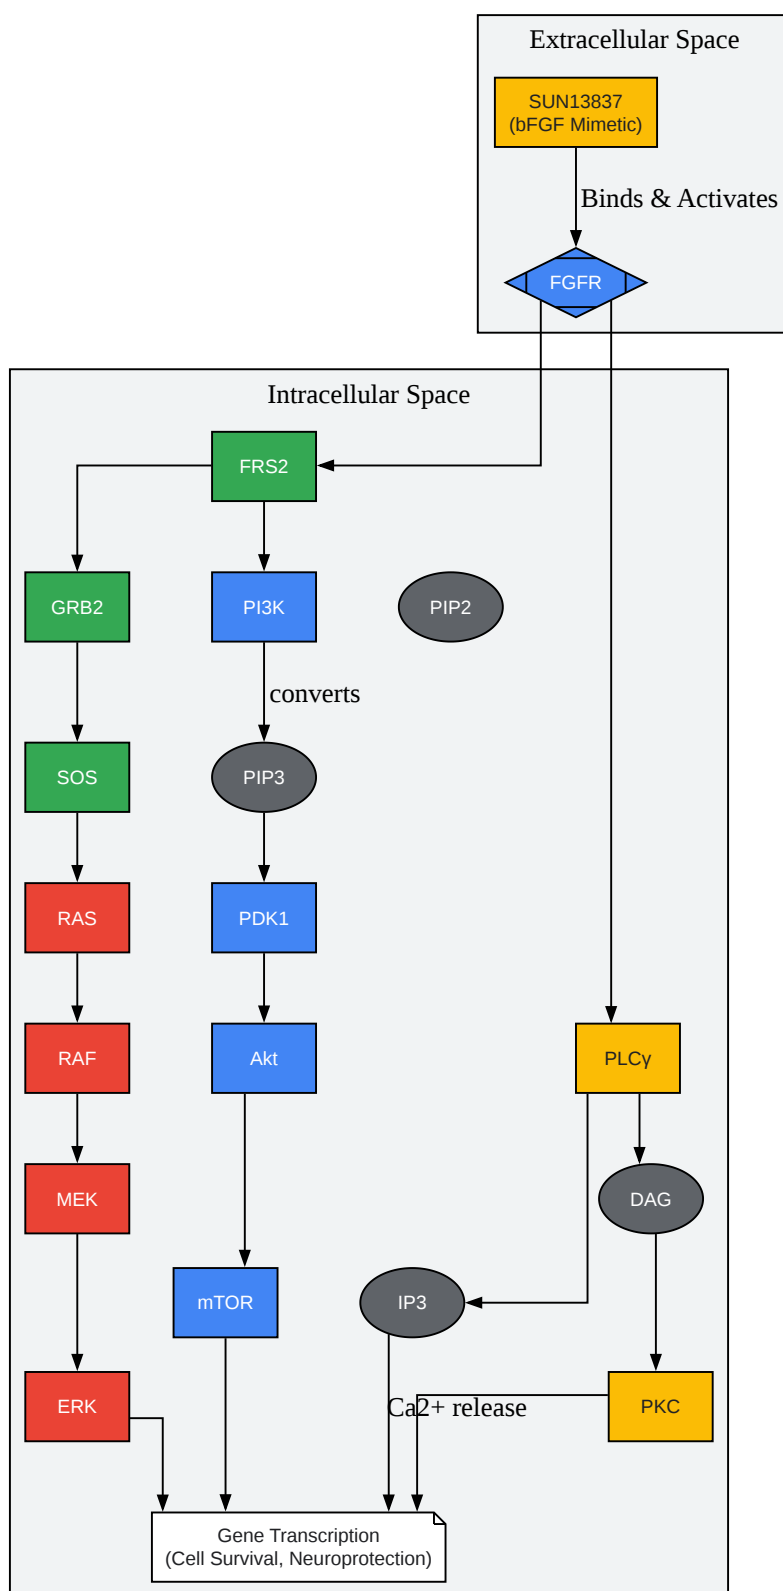 Extracellular Space
SUN13837
(bFGF Mimetic)
Binds & Activates
FGFR
Intracellular Space
FRS2
GRB2
PI3K
PIP2
converts
SOS
PIP3
RAS
PDK1
RAF
Akt
PLCγ
MEK
DAG
mTOR
IP3
ERK
Ca2+ release
PKC
Gene Transcription
(Cell Survival, Neuroprotection)